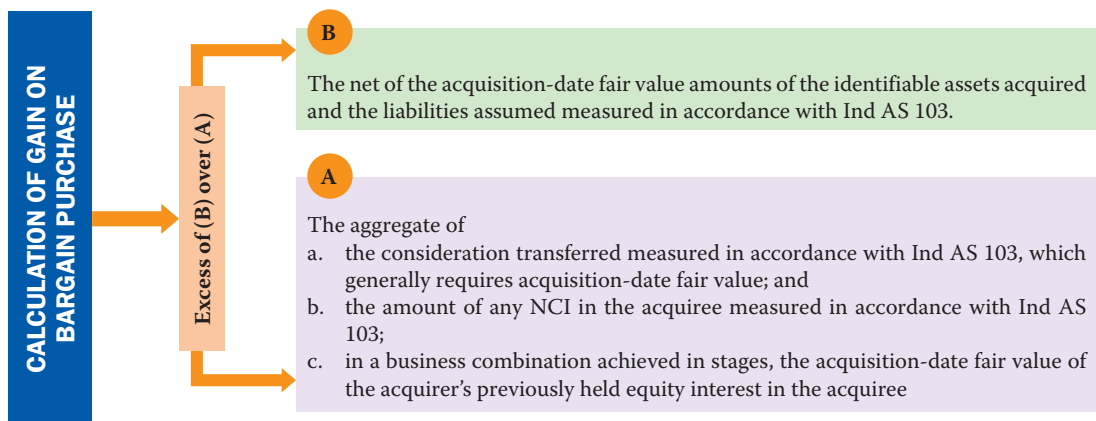 CALCULATION OF GAIN ON
BARGAIN PURCHASE
Excess of (B) over (A)
B
The net of the acquisition-date fair value amounts of the identifiable assets acquired
and the liabilities assumed measured in accordance with Ind AS 103.
A
The aggregate of
a. the consideration transferred measured in accordance with Ind AS 103, which
generally requires acquisition-date fair value; and
b. the amount of any NCI in the acquiree measured in accordance with Ind AS
103;
c. in a business combination achieved in stages, the acquisition-date fair value of
the acquirer’s previously held equity interest in the acquiree